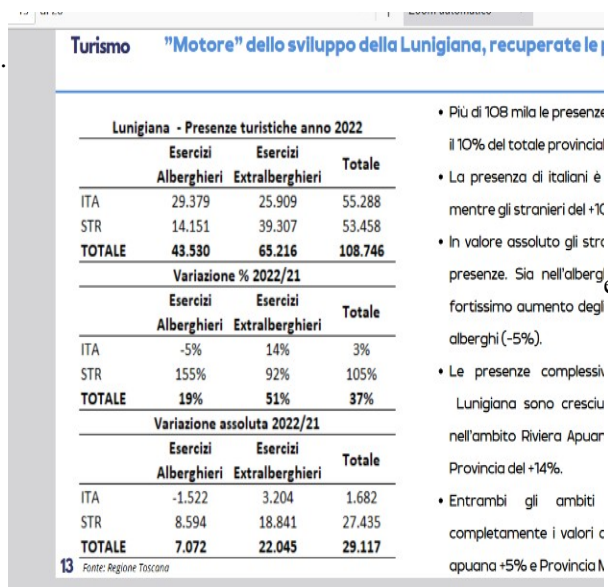 Turismo "Motore" dello sviluppo della Lunigiana, recuperate le
Lunigiana - Presenze turistiche anno 2022
Esercizi Alberghieri Esercizi Extralberghieri Totale
ITA 29.379 25.909 55.288
STR 14.151 39.307 53.458
TOTALE 43.530 65.216 108.746
Variazione % 2022/21
Esercizi Alberghieri Esercizi Extralberghieri Totale
ITA -5% 14% 3%
STR 155% 92% 105%
TOTALE 19% 51% 37%
Variazione assoluta 2022/21
Esercizi Alberghieri Esercizi Extralberghieri Totale
ITA -1.522 3.204 1.682
STR 8.594 18.841 27.435
TOTALE 7.072 22.045 29.117
13 Fonte: Regione Toscana
• Più di 108 mila le presenze
il 10% del totale provincial
• La presenza di italiani è
mentre gli stranieri del +10
• In valore assoluto gli stra
presenze. Sia nell'alberg
fortissimo aumento degli
alberghi (-5%).
• Le presenze complessiv
Lunigiana sono cresciu
nell'ambito Riviera Apuan
Provincia del +14%.
• Entrambi gli ambiti
completamente i valori
apuana +5% e Provincia M